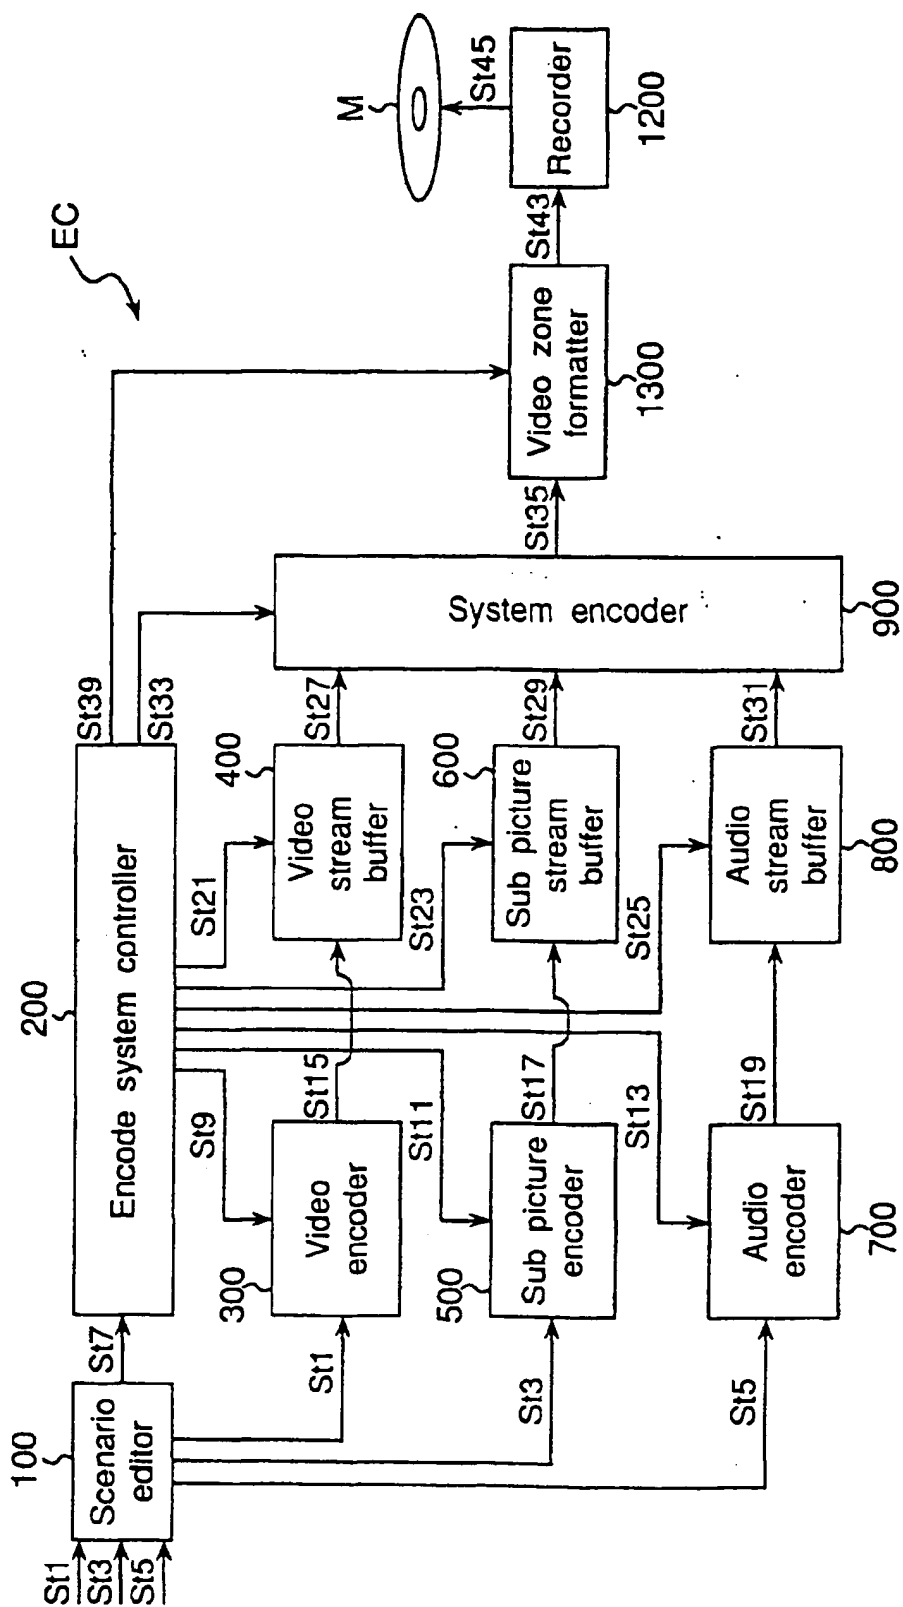 EC
M
St45
Recorder
1200
St43
Video zone
formatter
1300
St39
St33
St35
System encoder
900
200
Encode system controller
St21
400
Video
stream
buffer
St27
St23
600
Sub picture
stream
buffer
St29
St25
Audio
stream
buffer
800
St31
St9
St15
300
Video
encoder
St11
St17
500
Sub picture
encoder
St13
St19
Audio
encoder
700
100
Scenario
editor
St7
St1
St3
St5
St1
St3
St5